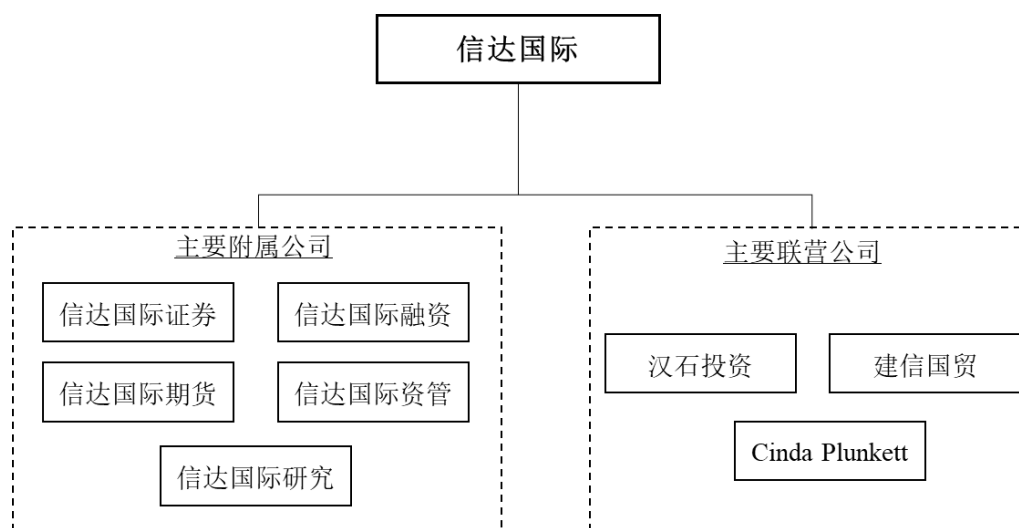 信达国际
主要附属公司
信达国际证券
信达国际融资
信达国际期货
信达国际资管
信达国际研究
主要联营公司
汉石投资
建信国贸
Cinda Plunkett